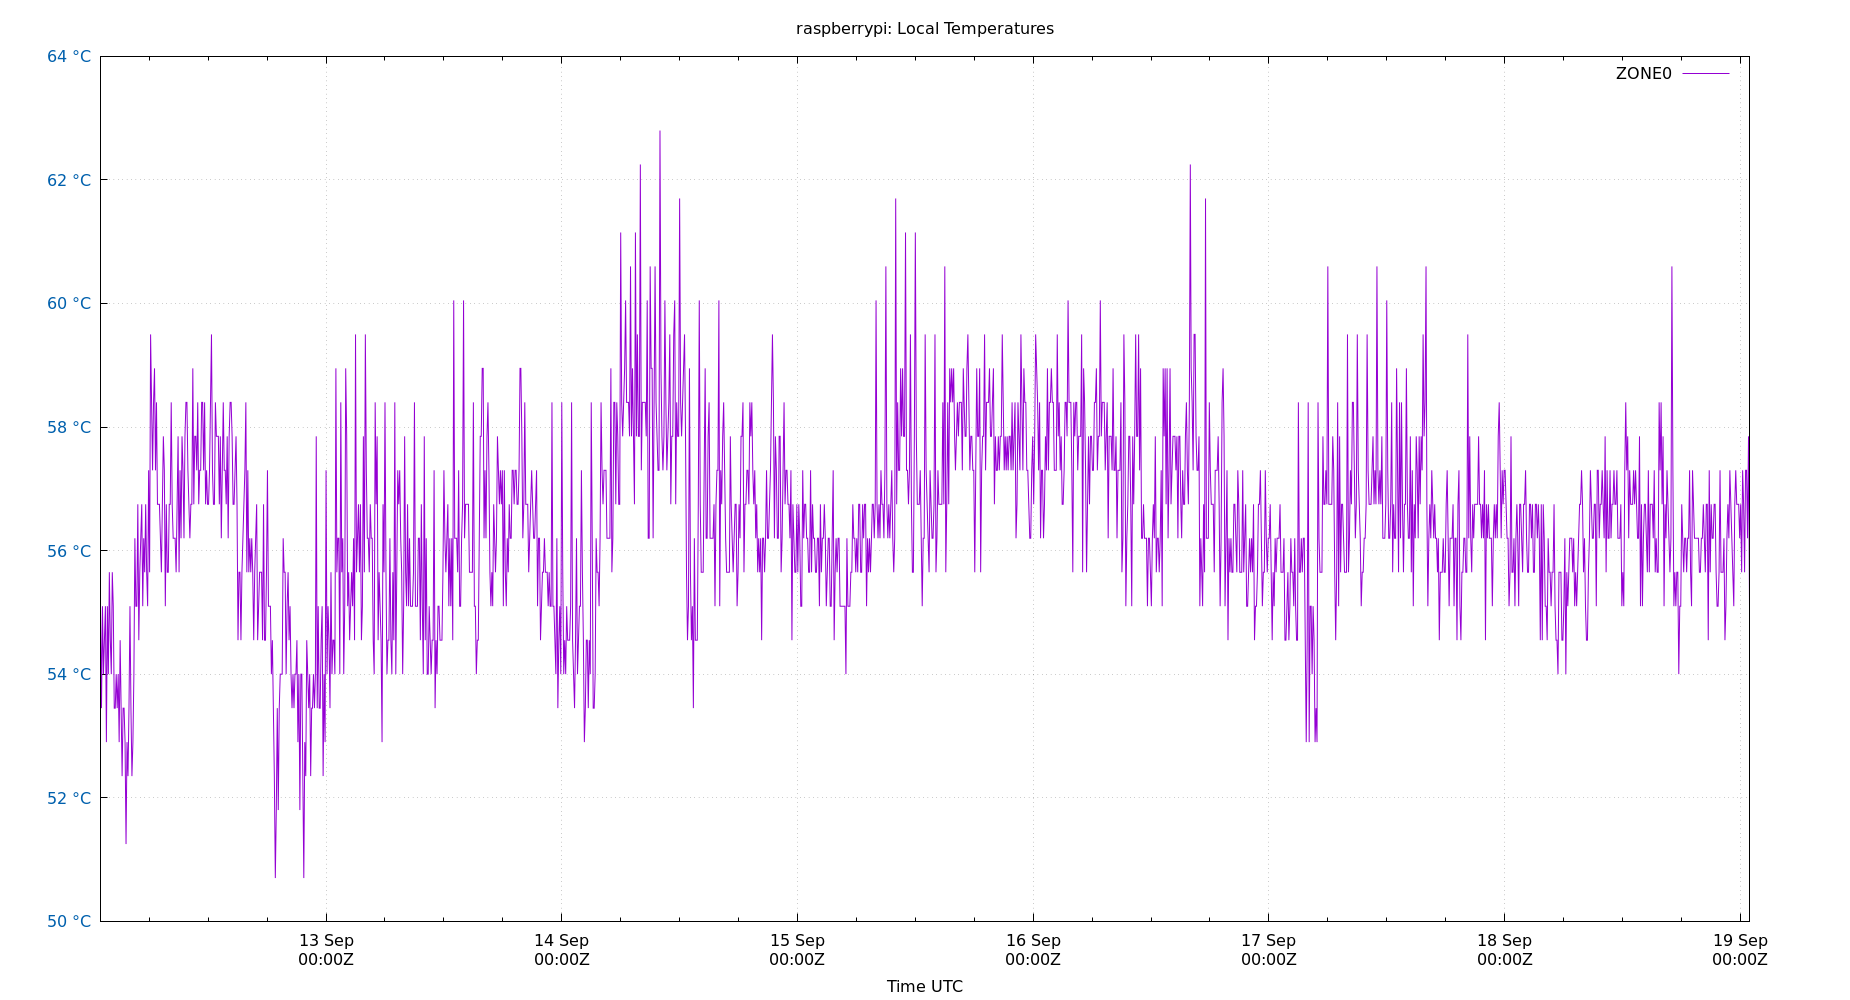 raspberrypi: Local Temperatures
ZONE0
64 °C
62 °C
60 °C
58 °C
56 °C
54 °C
52 °C
50 °C
13 Sep
00:00Z
14 Sep
00:00Z
15 Sep
00:00Z
16 Sep
00:00Z
17 Sep
00:00Z
18 Sep
00:00Z
19 Sep
00:00Z
Time UTC